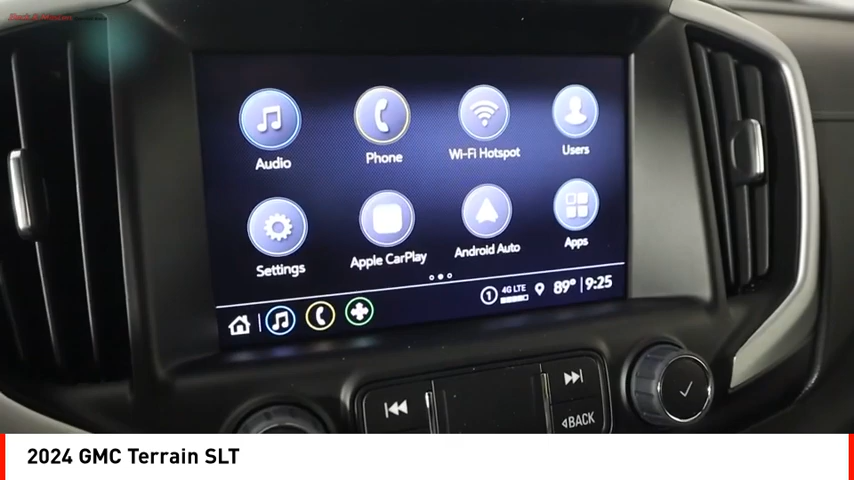 Audio
Phone
Wi-Fi Hotspot
Users
Settings
Apple CarPlay
Android Auto
Apps
1 4G LTE 89° 9:25
BACK
2024 GMC Terrain SLT